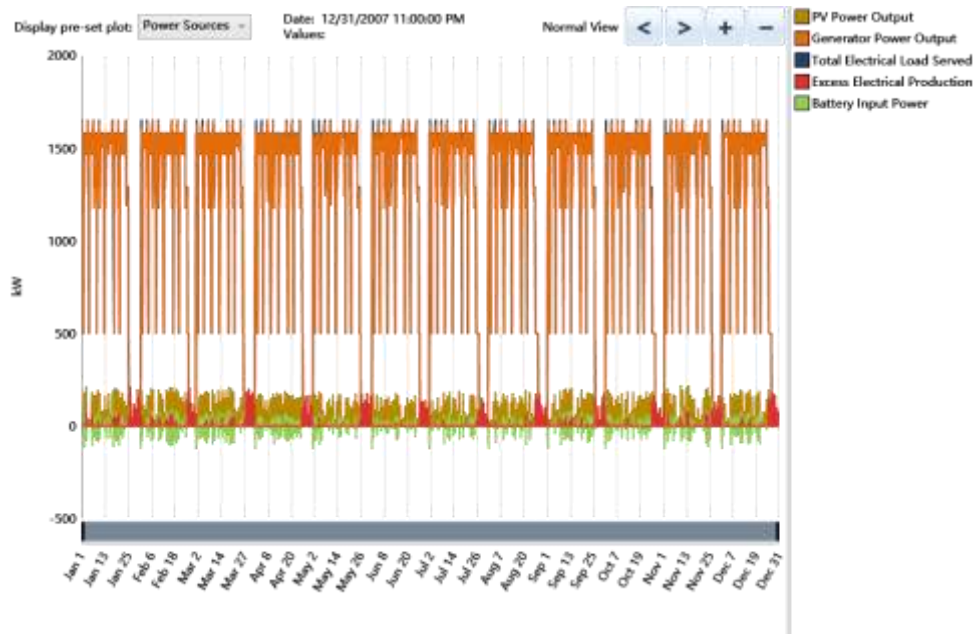 Display pre-set plot: Power Sources
Date: 12/31/2007 11:00:00 PM
Values:
Normal View < > + −
PV Power Output
Generator Power Output
Total Electrical Load Served
Excess Electrical Production
Battery Input Power
2000
1500
1000
500
0
-500
kW
Jan 1
Jan 13
Jan 25
Feb 6
Feb 18
Mar 2
Mar 14
Mar 27
Apr 8
Apr 20
May 2
May 14
May 26
Jun 8
Jun 20
Jul 2
Jul 14
Jul 26
Aug 7
Aug 20
Sep 1
Sep 13
Sep 25
Oct 7
Oct 19
Nov 1
Nov 13
Nov 25
Dec 7
Dec 19
Dec 31